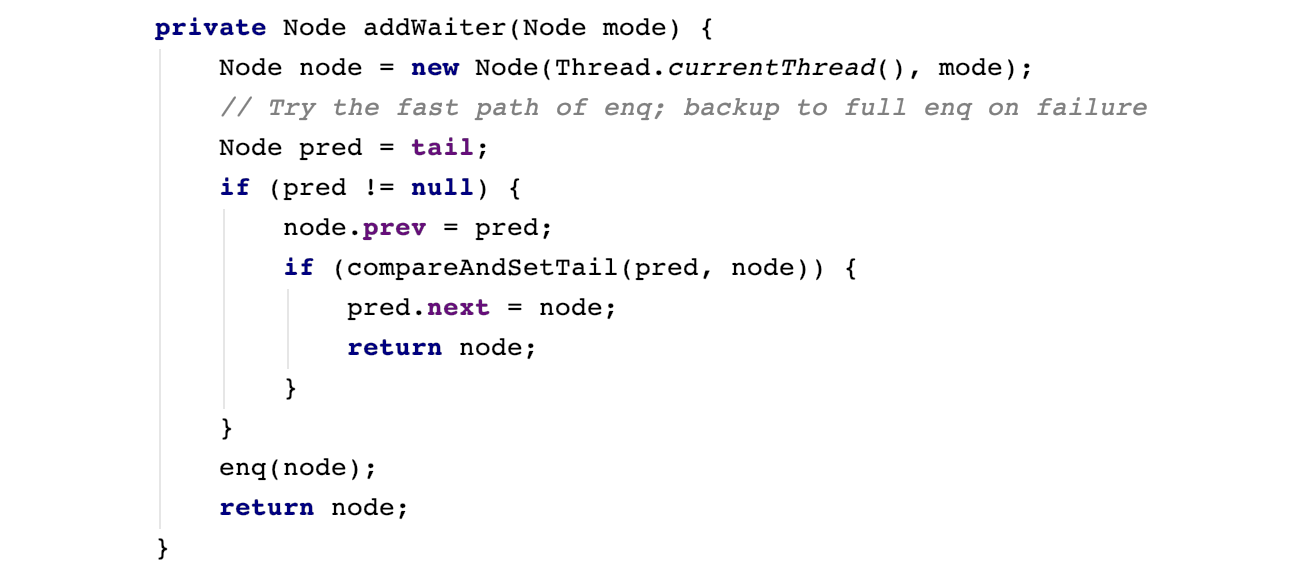 private Node addWaiter(Node mode) {
    Node node = new Node(Thread.currentThread(), mode);
    // Try the fast path of enq; backup to full enq on failure
    Node pred = tail;
    if (pred != null) {
        node.prev = pred;
        if (compareAndSetTail(pred, node)) {
            pred.next = node;
            return node;
        }
    }
    enq(node);
    return node;
}